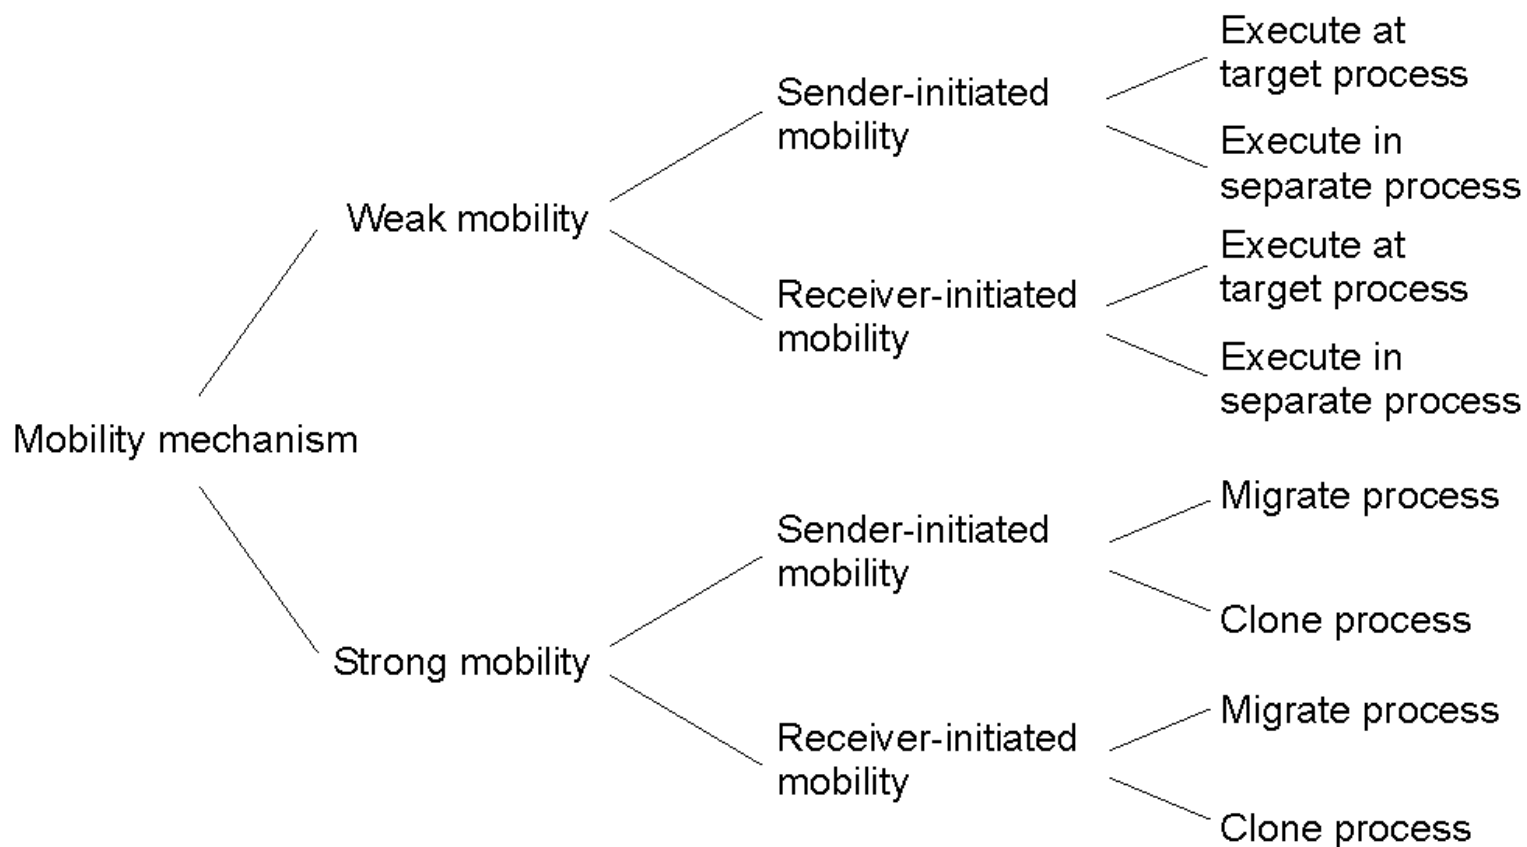 Execute at
target process
Sender-initiated
mobility
Execute in
separate process
Weak mobility
Execute at
target process
Receiver-initiated
mobility
Execute in
separate process
Mobility mechanism
Migrate process
Sender-initiated
mobility
Clone process
Strong mobility
Migrate process
Receiver-initiated
mobility
Clone process